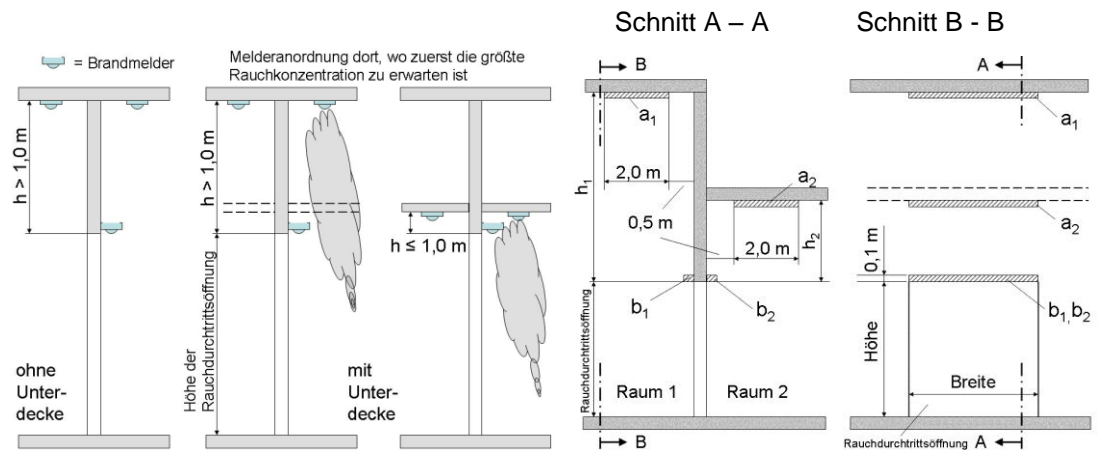 Schnitt A – A
Schnitt B - B
= Brandmelder
Melderanordnung dort, wo zuerst die größte
Rauchkonzentration zu erwarten ist
h > 1,0 m
h > 1,0 m
h ≤ 1,0 m
Höhe der
Rauchdurchtrittsöffnung
ohne
Unter-
decke
mit
Unter-
decke
B
a1
h1
2,0 m
a2
0,5 m
2,0 m
h2
b1
b2
Rauchdurchtrittsöffnung
Raum 1
Raum 2
B
A
a1
a2
0,1 m
b1,b2
Höhe
Breite
Rauchdurchtrittsöffnung
A